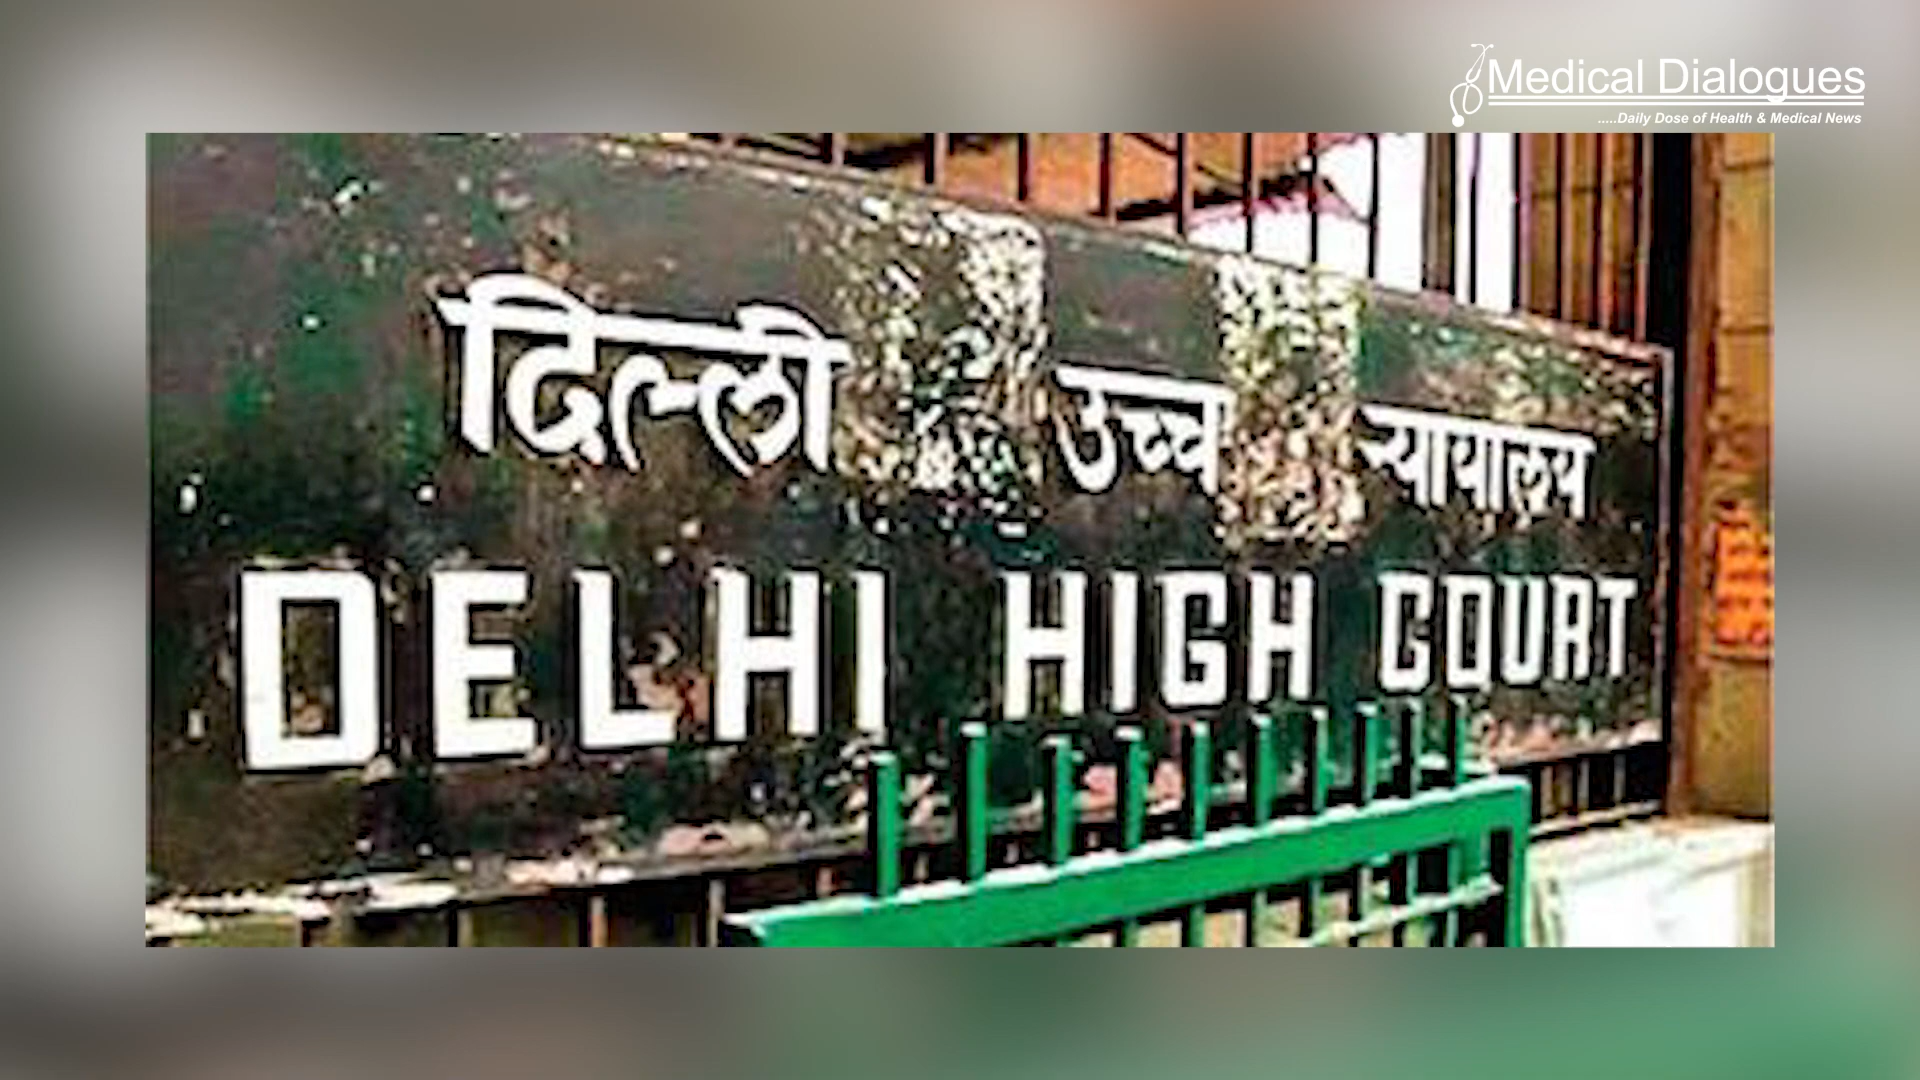 Medical Dialogues
.....Daily Dose of Health & Medical News
दिल्ली उच्च न्यायालय
DELHI HIGH COURT